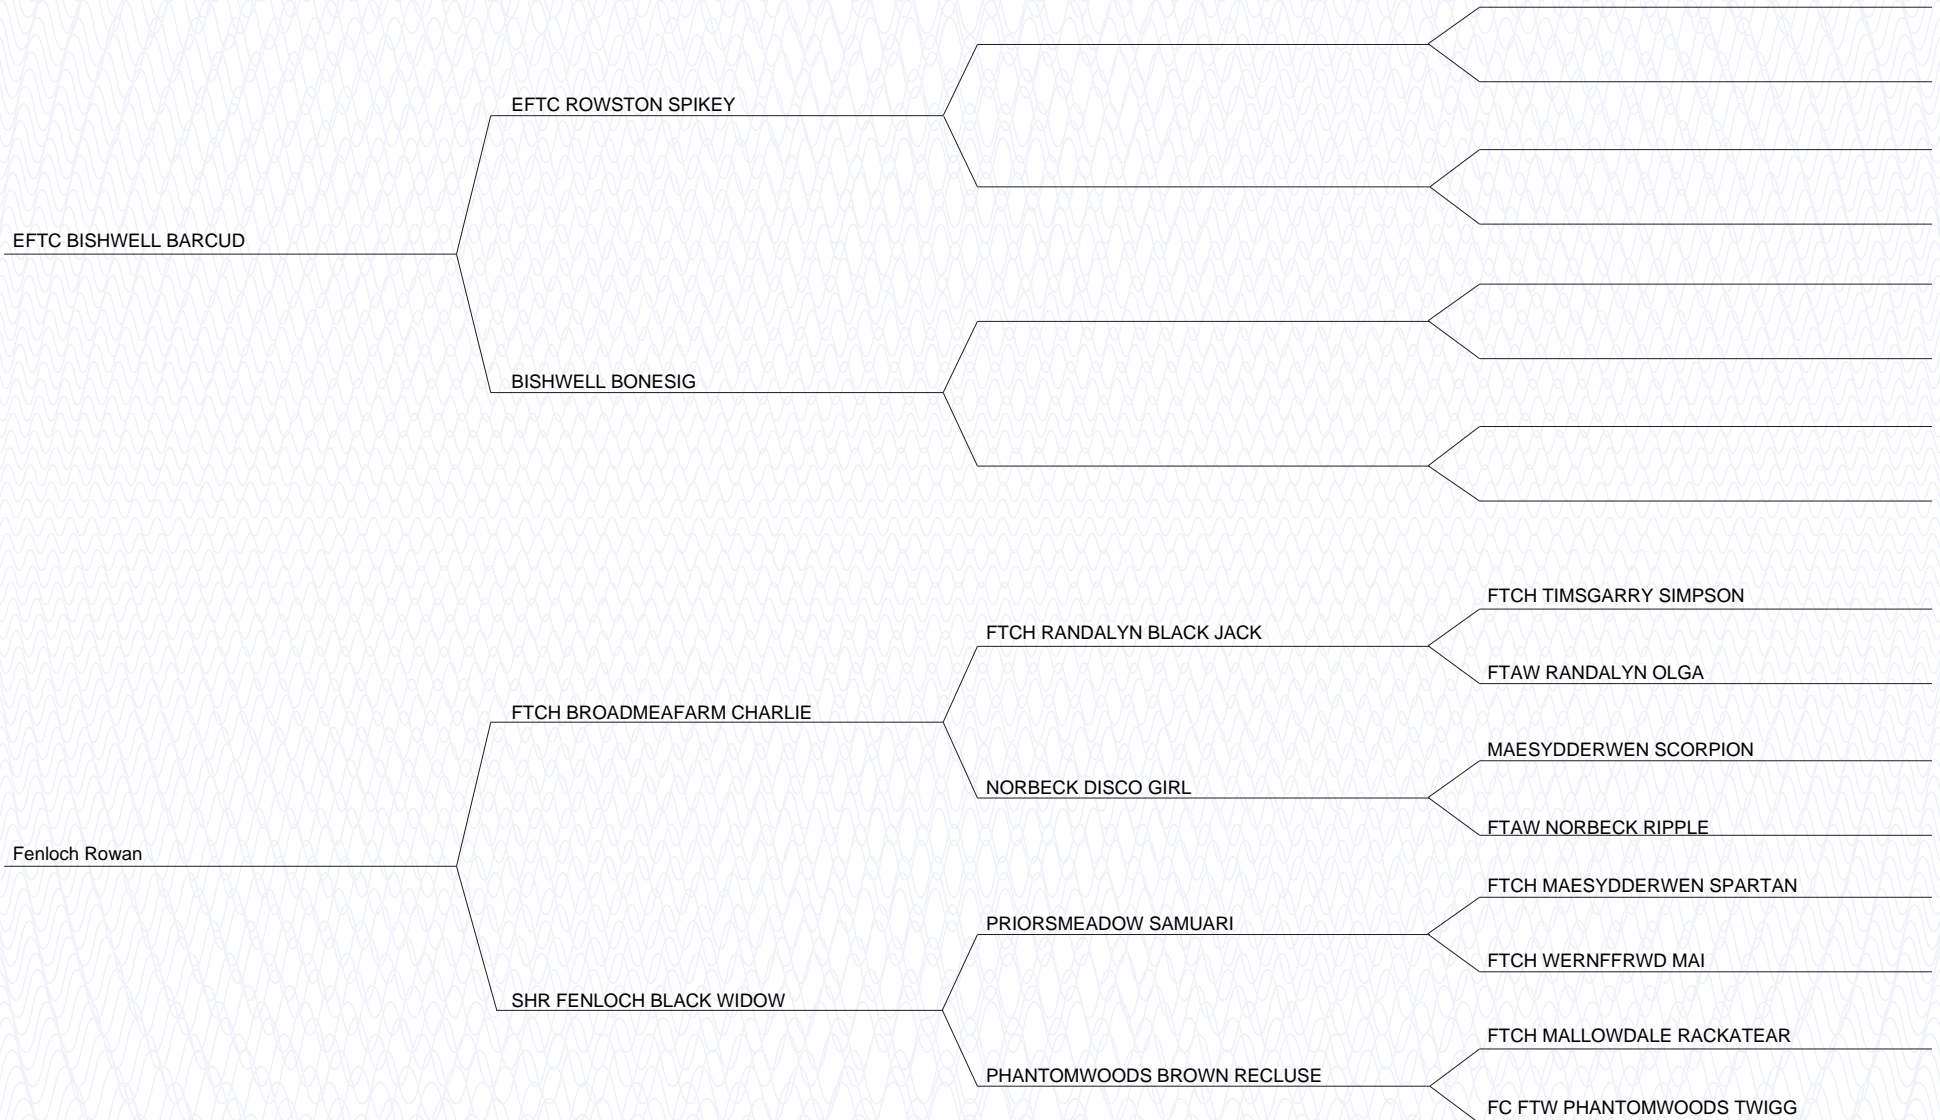 EFTC ROWSTON SPIKEY
EFTC BISHWELL BARCUD
BISHWELL BONESIG
FTCH TIMSGARRY SIMPSON
FTCH RANDALYN BLACK JACK
FTAW RANDALYN OLGA
FTCH BROADMEAFARM CHARLIE
MAESYDDERWEN SCORPION
NORBECK DISCO GIRL
FTAW NORBECK RIPPLE
Fenloch Rowan
FTCH MAESYDDERWEN SPARTAN
PRIORSMEADOW SAMUARI
FTCH WERNFFRWD MAI
SHR FENLOCH BLACK WIDOW
FTCH MALLOWDALE RACKATEAR
PHANTOMWOODS BROWN RECLUSE
FC FTW PHANTOMWOODS TWIGG